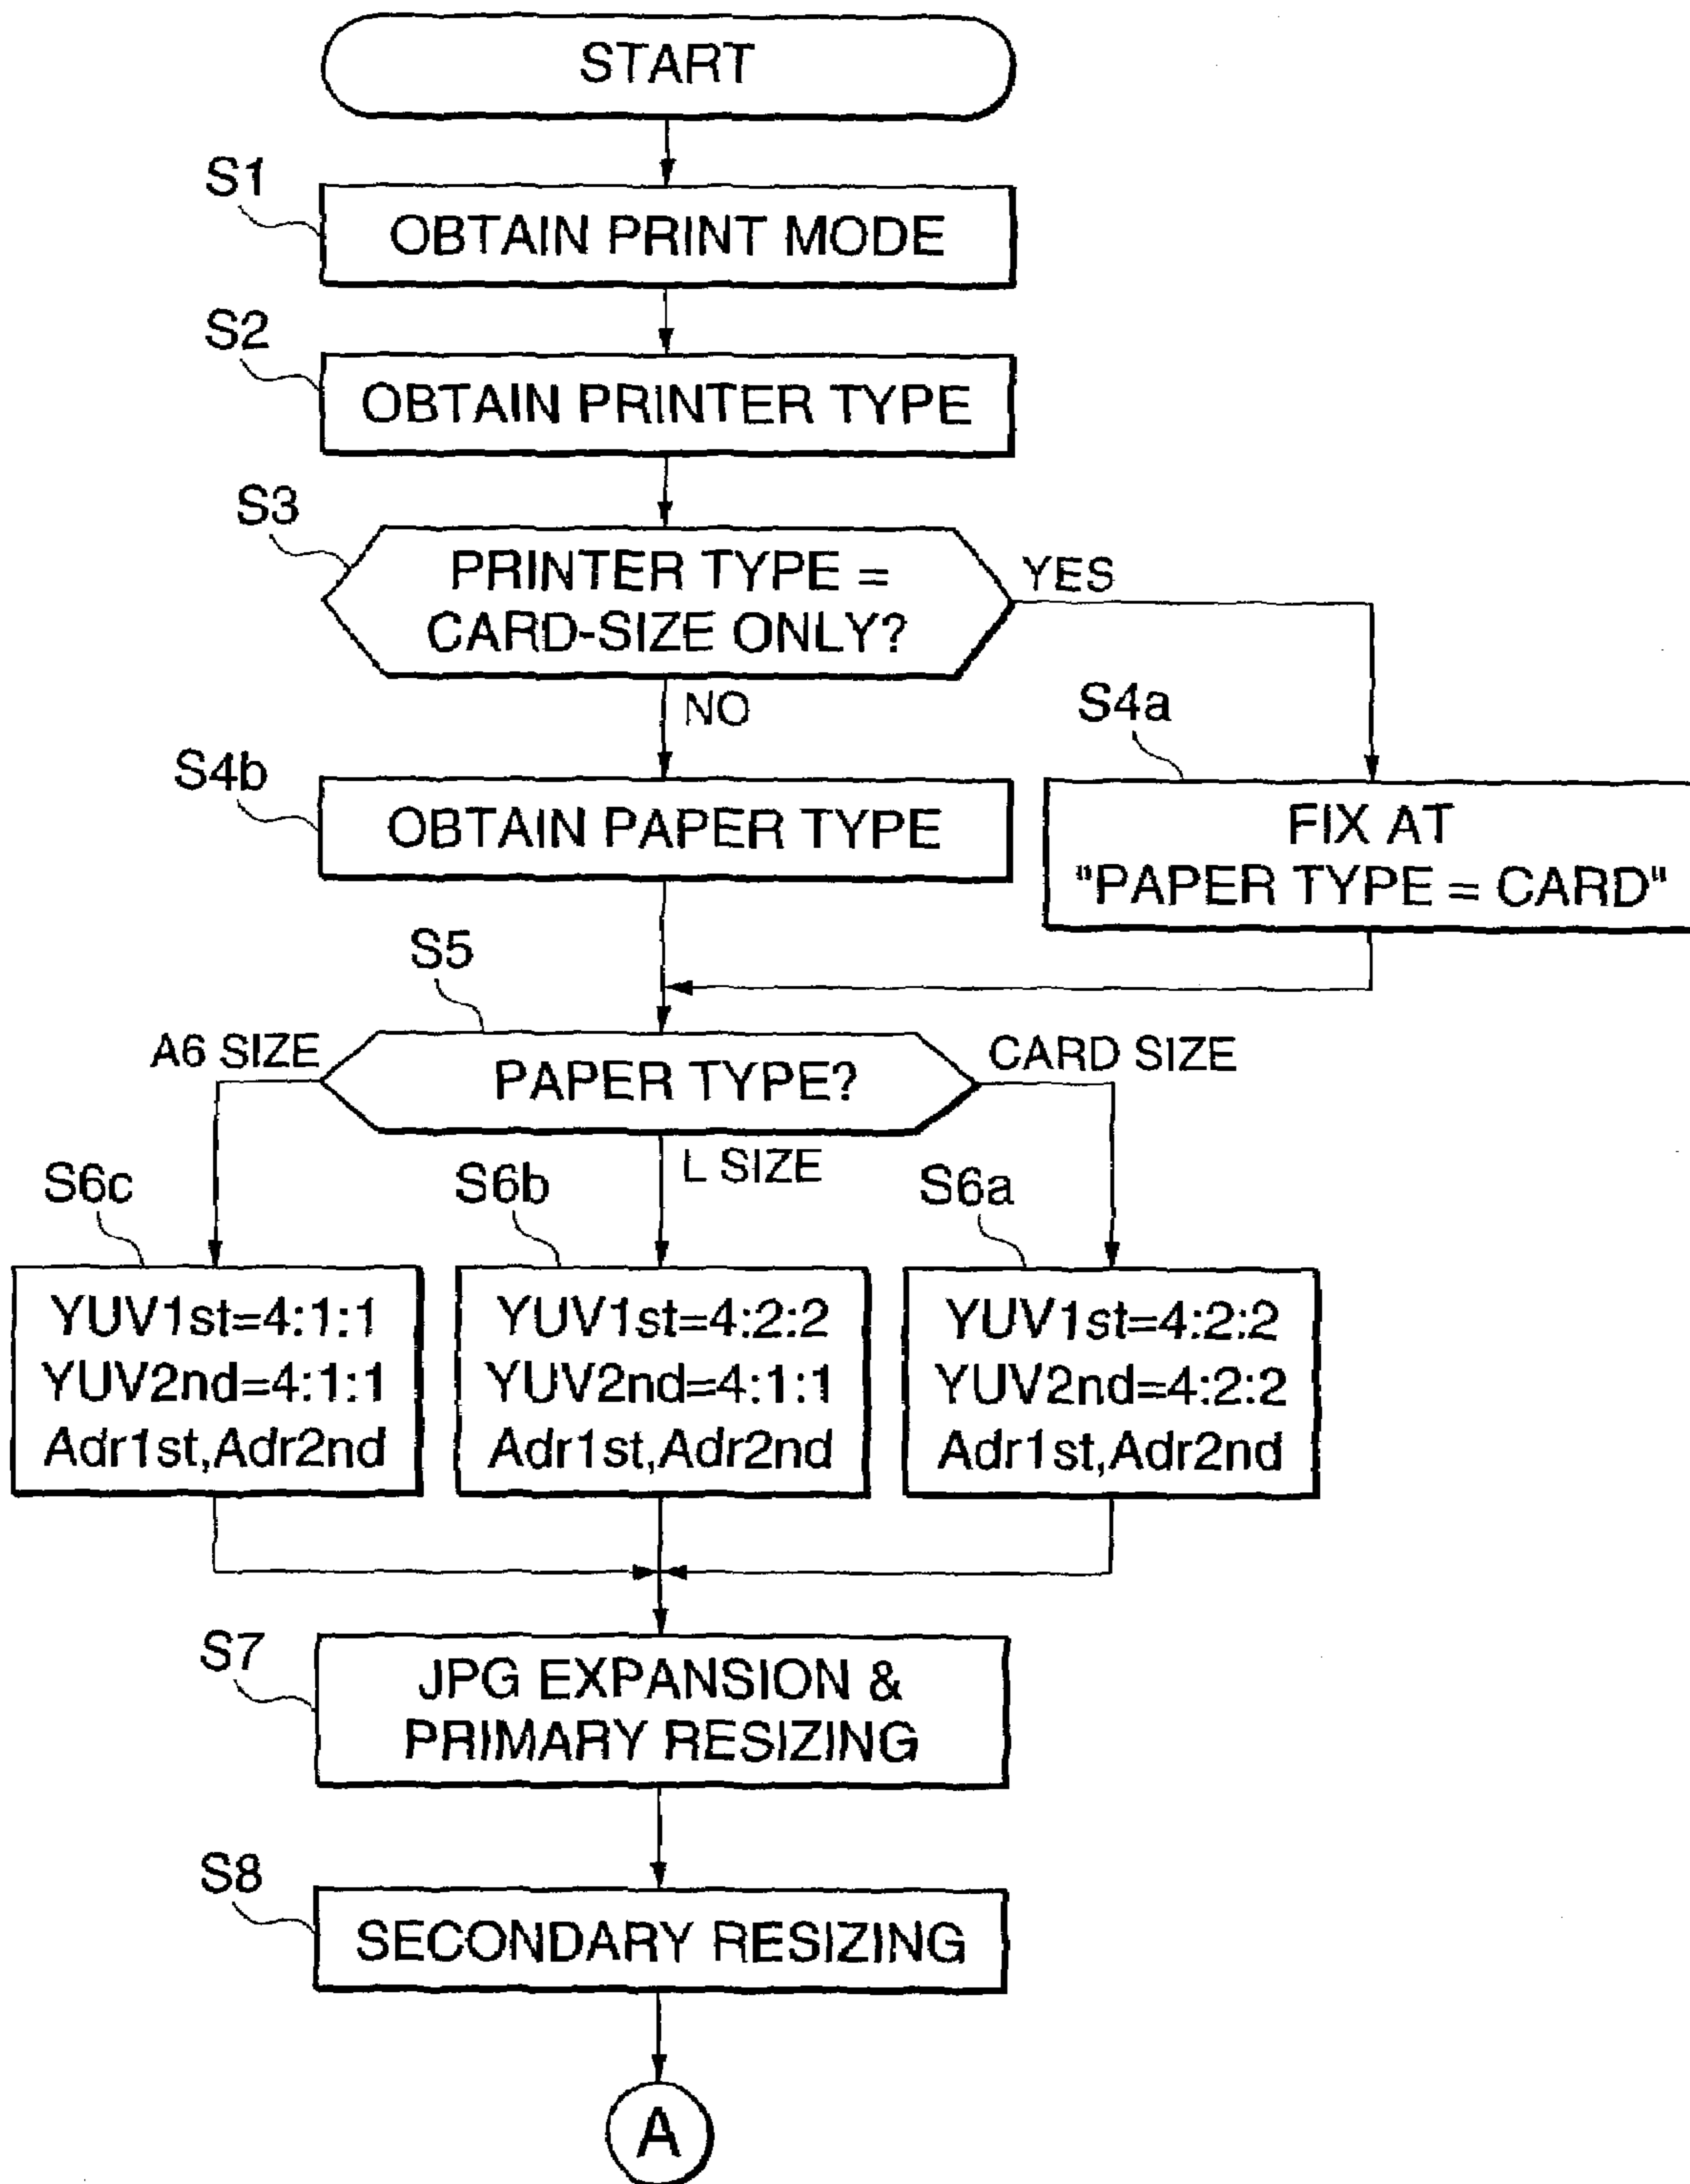 START
S1
OBTAIN PRINT MODE
S2
OBTAIN PRINTER TYPE
S3
PRINTER TYPE =
CARD-SIZE ONLY?
YES
NO
S4a
FIX AT
"PAPER TYPE = CARD"
S4b
OBTAIN PAPER TYPE
S5
PAPER TYPE?
A6 SIZE
L SIZE
CARD SIZE
S6c
YUV1st=4:1:1
YUV2nd=4:1:1
Adr1st,Adr2nd
S6b
YUV1st=4:2:2
YUV2nd=4:1:1
Adr1st,Adr2nd
S6a
YUV1st=4:2:2
YUV2nd=4:2:2
Adr1st,Adr2nd
S7
JPG EXPANSION &
PRIMARY RESIZING
S8
SECONDARY RESIZING
A